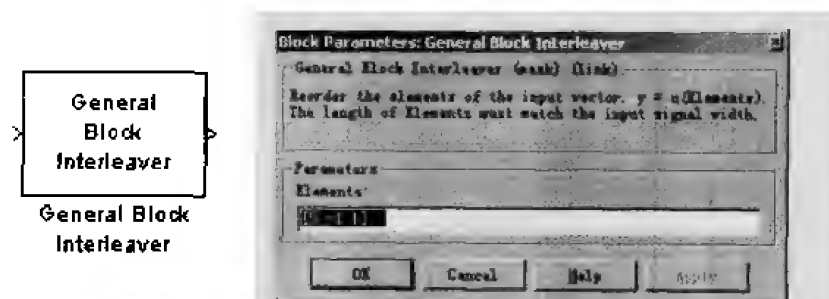 General
Block
Interleaver
General Block
Interleaver
Block Parameters: General Block Interleaver
General Block Interleaver (mask) (link)
Reorder the elements of the input vector. y = u(Elements).
The length of Elements must match the input signal width.
Parameters
Elements:
OK Cancel Help Apply